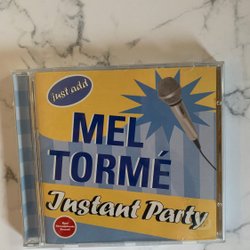 just add
MEL
TORMÉ
Instant Party